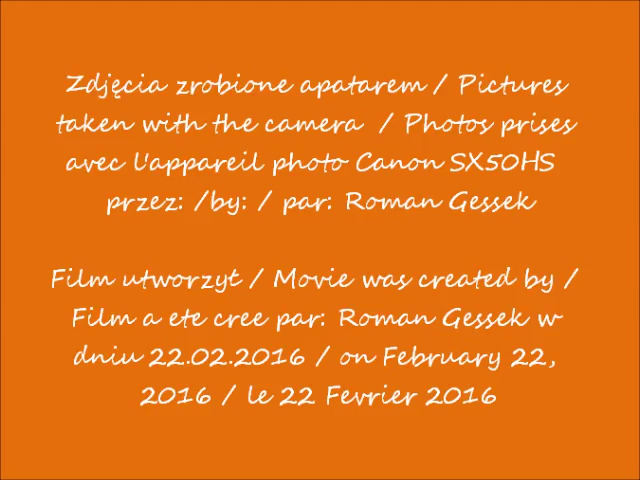 Zdjęcia zrobione apatarem / Pictures
taken with the camera / Photos prises
avec l'appareil photo Canon SX50HS
przez: /by: / par: Roman Gessek
Film utworzył / Movie was created by /
Film a ete cree par: Roman Gessek w
dniu 22.02.2016 / on February 22,
2016 / le 22 Fevrier 2016